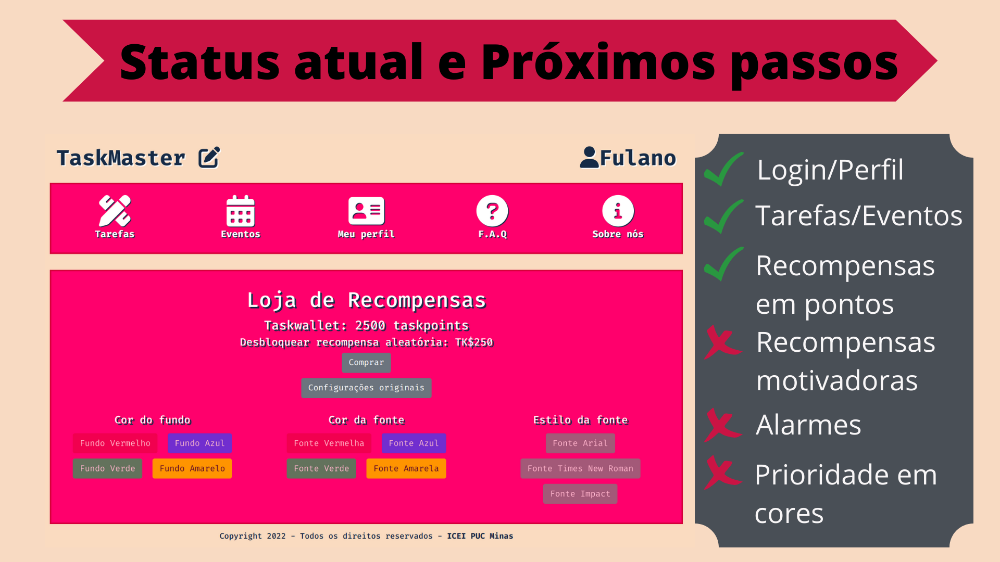 Status atual e Próximos passos
TaskMaster
Fulano
Tarefas
Eventos
Meu perfil
F.A.Q
Sobre nós
Loja de Recompensas
Taskwallet: 2500 taskpoints
Desbloquear recompensa aleatória: TK$250
Comprar
Configurações originais
Cor do fundo
Fundo Vermelho
Fundo Azul
Fundo Verde
Fundo Amarelo
Cor da fonte
Fonte Vermelha
Fonte Azul
Fonte Verde
Fonte Amarela
Estilo da fonte
Fonte Arial
Fonte Times New Roman
Fonte Impact
Copyright 2022 - Todos os direitos reservados - ICEI PUC Minas
Login/Perfil
Tarefas/Eventos
Recompensas
em pontos
Recompensas
motivadoras
Alarmes
Prioridade em
cores